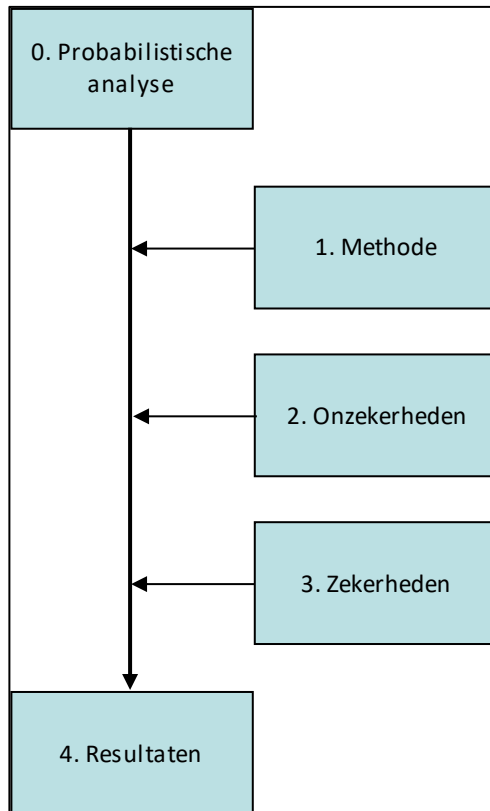 0. Probabilistische
analyse
1. Methode
2. Onzekerheden
3. Zekerheden
4. Resultaten